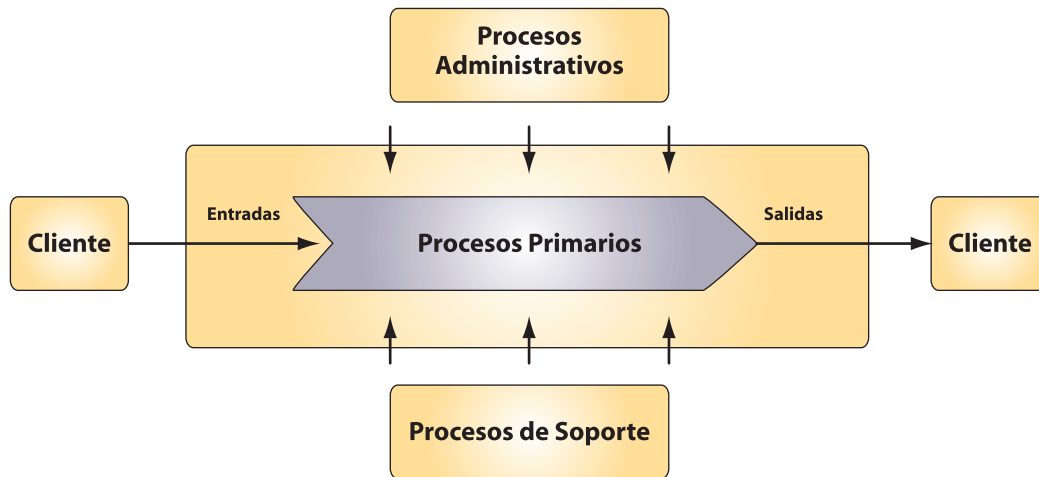 Procesos
Administrativos
Entradas
Salidas
Cliente
Procesos Primarios
Cliente
Procesos de Soporte